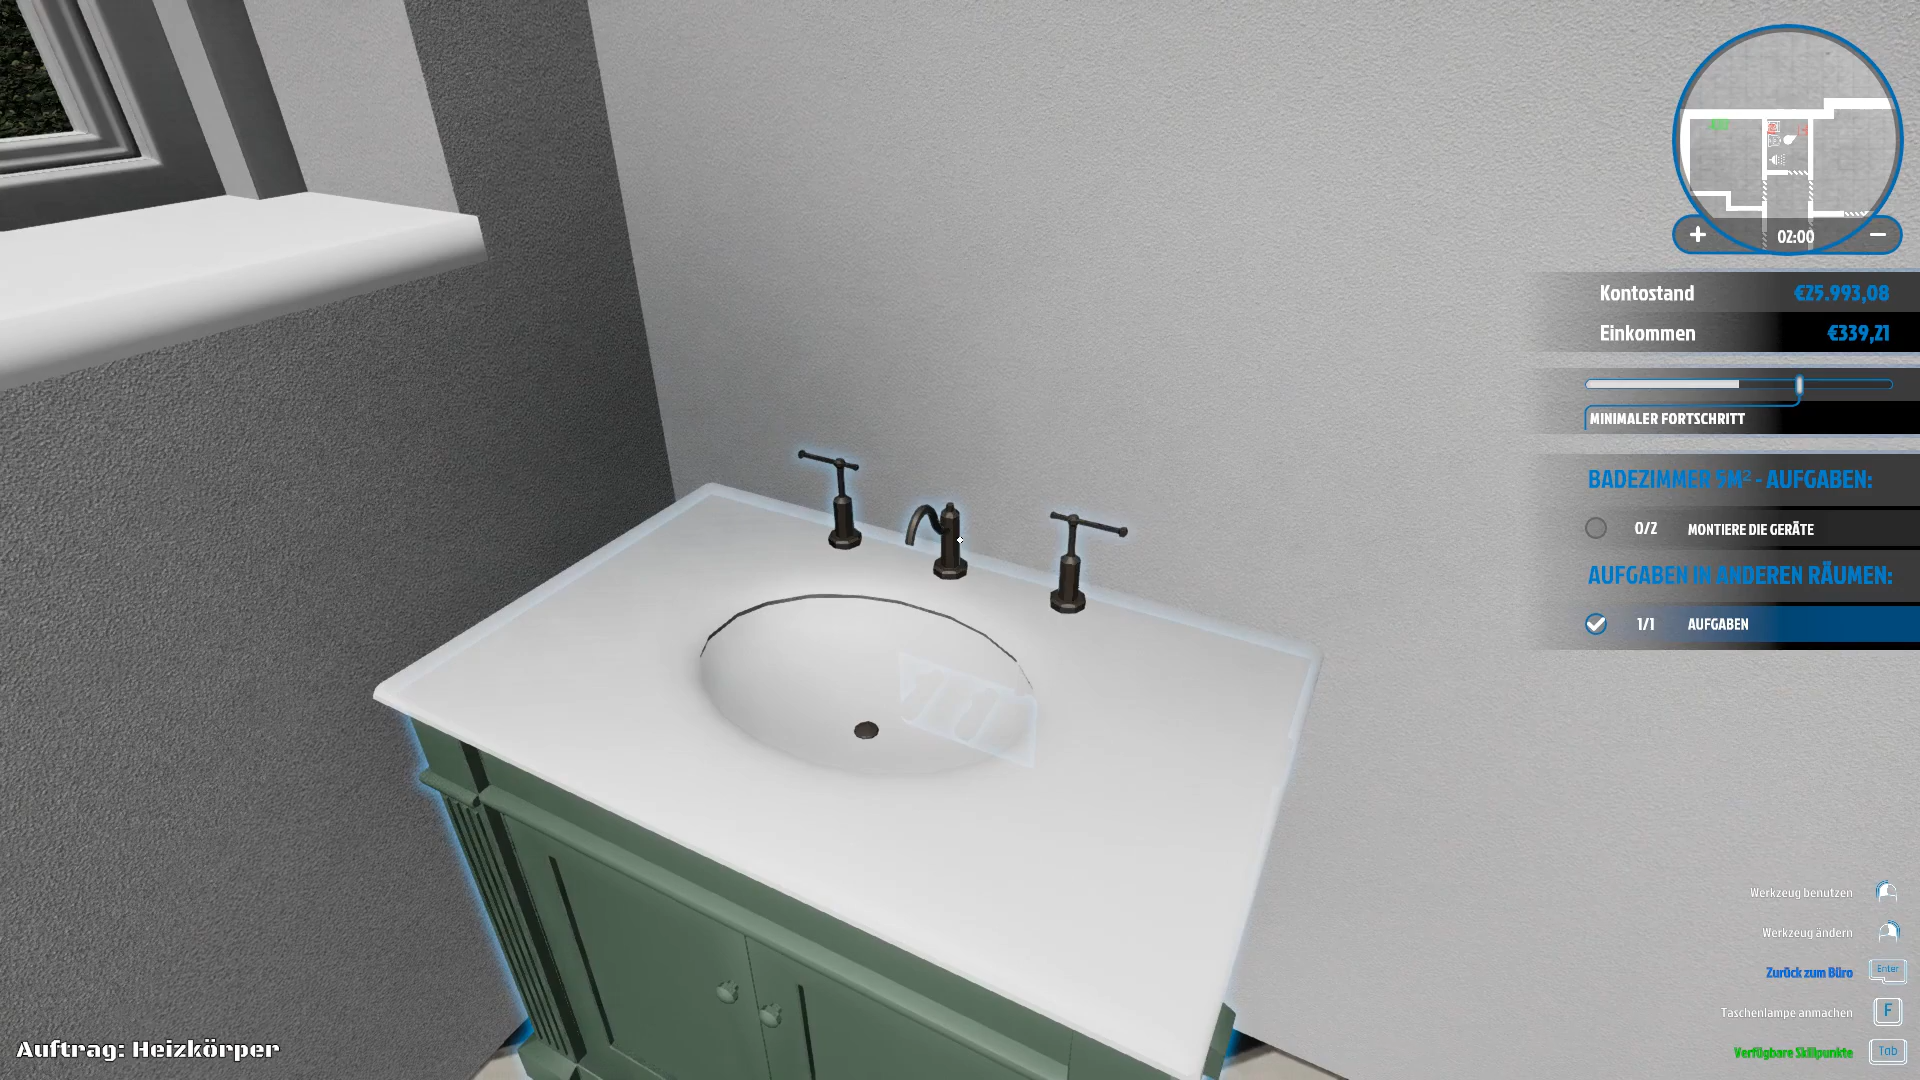 02:00
Kontostand €25.993,08
Einkommen €339,21
MINIMALER FORTSCHRITT
BADEZIMMER 5M² - AUFGABEN:
0/2 MONTIERE DIE GERÄTE
AUFGABEN IN ANDEREN RÄUMEN:
1/1 AUFGABEN
Werkzeug benutzen
Werkzeug ändern
Zurück zum Büro Enter
Taschenlampe anmachen F
Verfügbare Skillpunkte Tab
Auftrag: Heizkörper